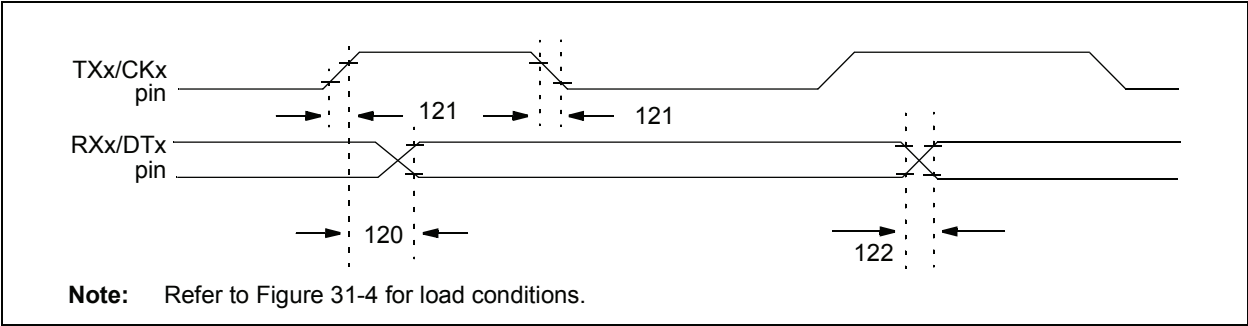 TXx/CKx
pin
121
121
RXx/DTx
pin
120
122
Note: Refer to Figure 31-4 for load conditions.